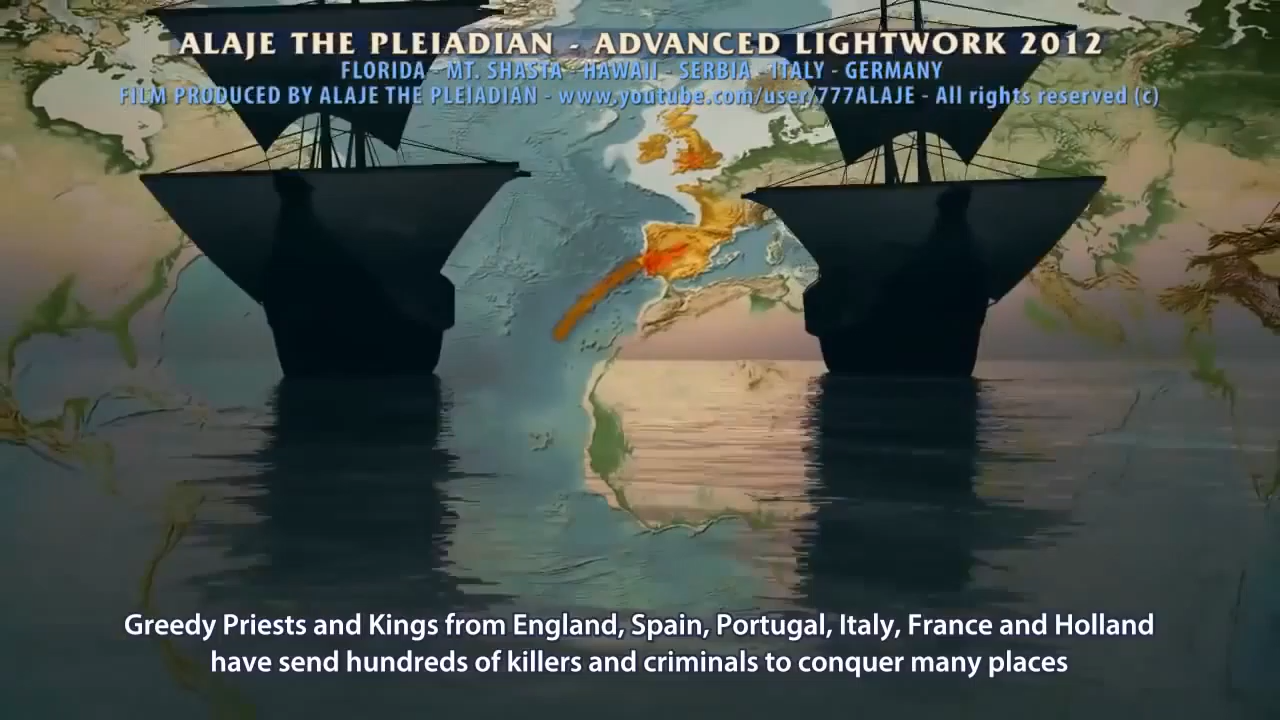 ALAJE THE PLEIADIAN - ADVANCED LIGHTWORK 2012
FLORIDA - MT. SHASTA - HAWAII - SERBIA - ITALY - GERMANY
FILM PRODUCED BY ALAJE THE PLEIADIAN - www.youtube.com/user/777ALAJE - All rights reserved (c)
Greedy Priests and Kings from England, Spain, Portugal, Italy, France and Holland
have send hundreds of killers and criminals to conquer many places